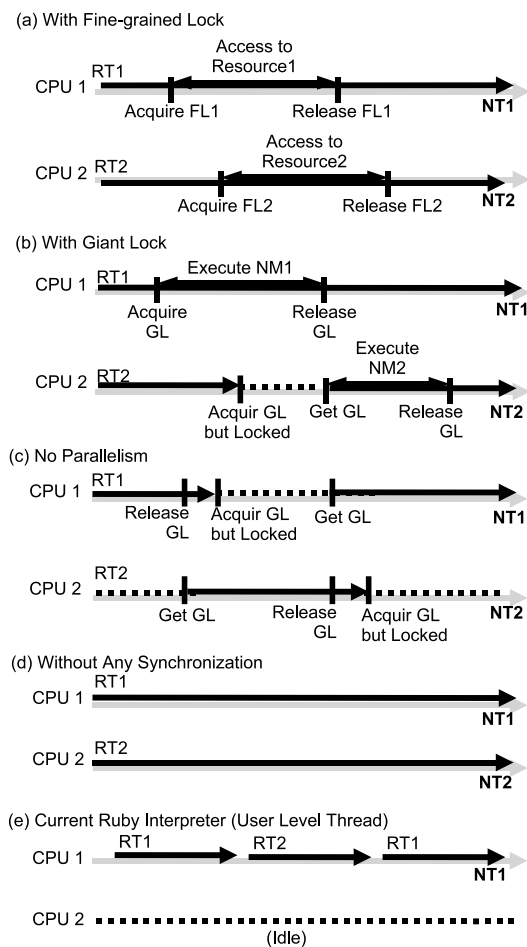 (a) With Fine-grained Lock
Access to
Resource1
RT1
CPU 1
Acquire FL1
Release FL1
NT1
Access to
Resource2
RT2
CPU 2
Acquire FL2
Release FL2
NT2
(b) With Giant Lock
Execute NM1
RT1
CPU 1
Acquire
GL
Release
GL
NT1
Execute
NM2
RT2
CPU 2
Acquir GL
but Locked
Get GL
Release
GL
NT2
(c) No Parallelism
RT1
CPU 1
Release
GL
Acquir GL
but Locked
Get GL
NT1
RT2
CPU 2
Get GL
Release
GL
Acquir GL
but Locked
NT2
(d) Without Any Synchronization
RT1
CPU 1
NT1
RT2
CPU 2
NT2
(e) Current Ruby Interpreter (User Level Thread)
RT1
RT2
RT1
CPU 1
NT1
CPU 2
(Idle)